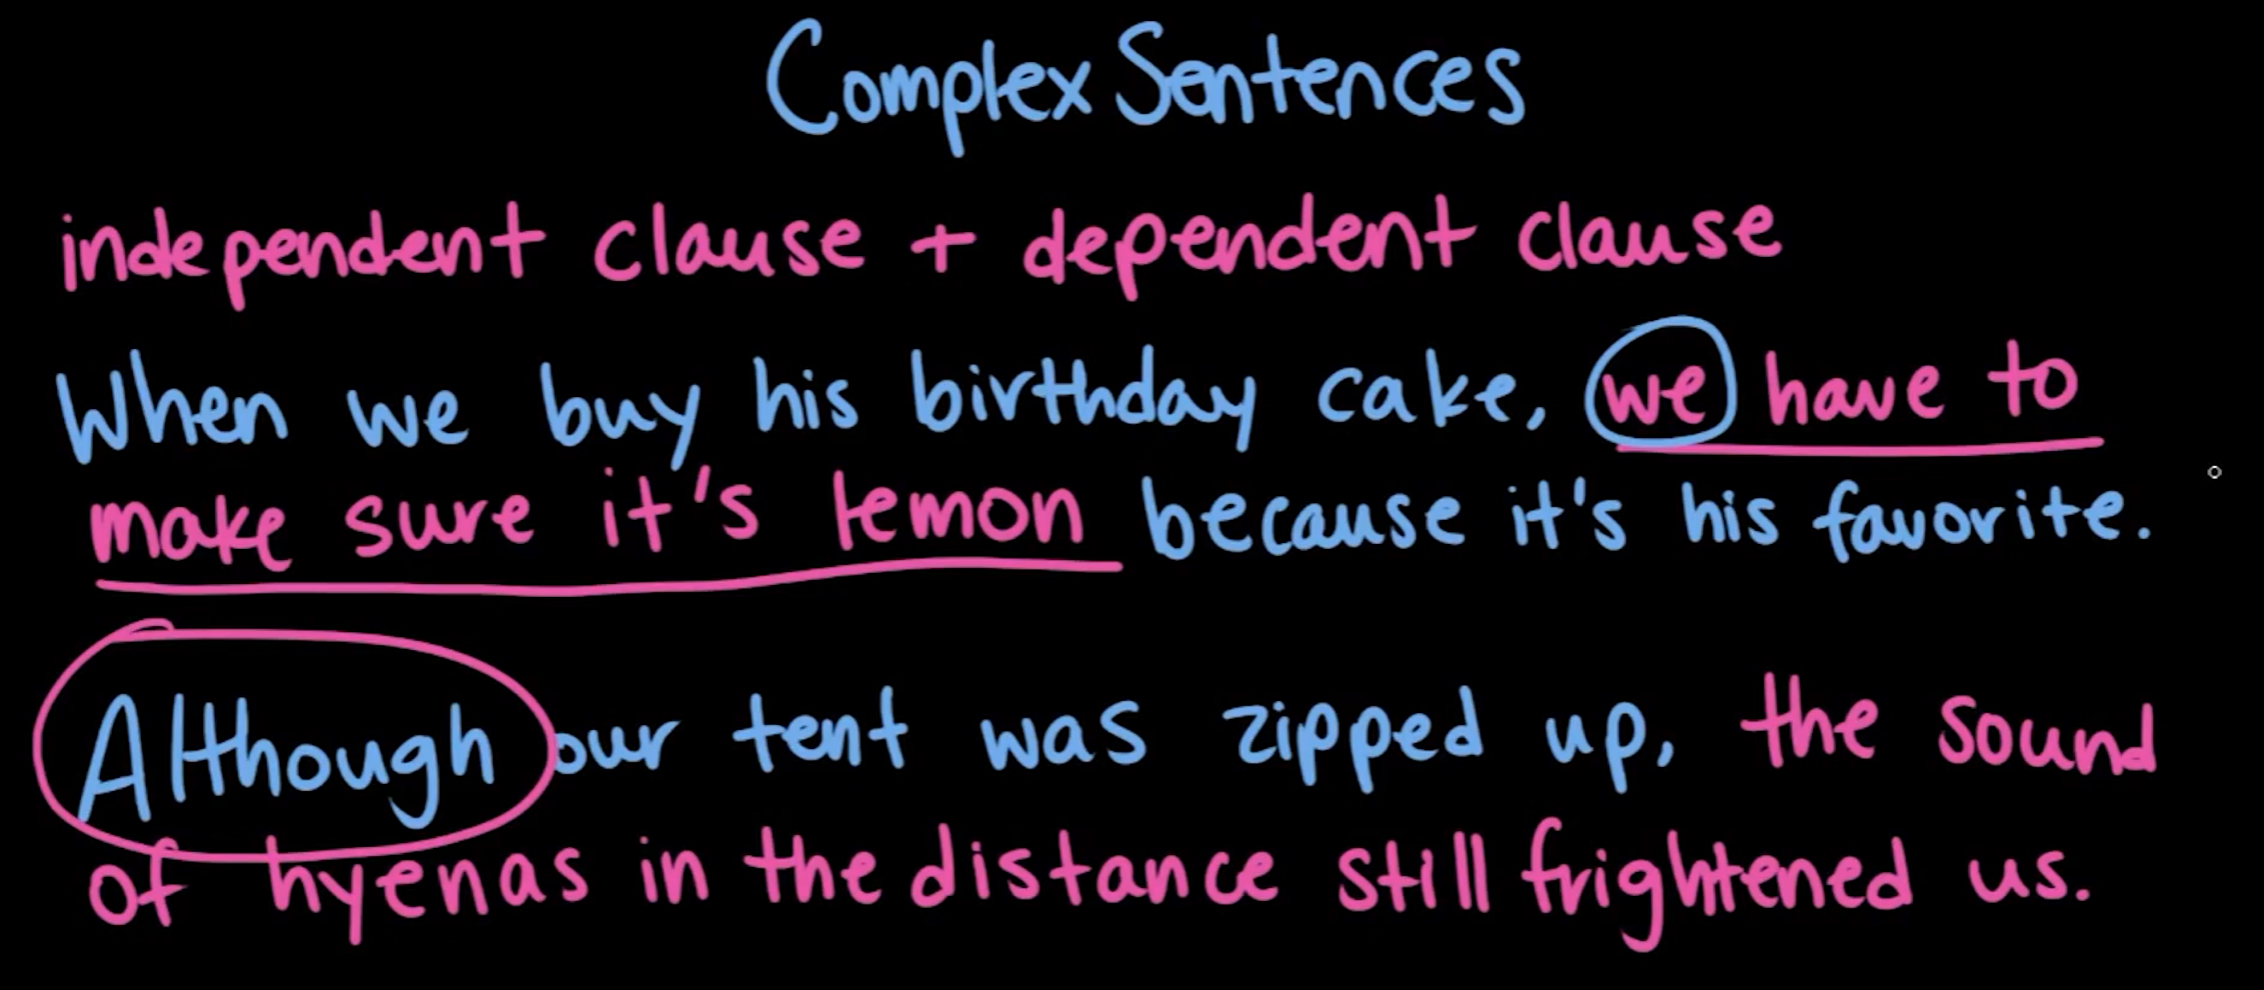 Complex Sentences
independent clause + dependent clause
When we buy his birthday cake, we have to
make sure it's lemon because it's his favorite.
Although our tent was zipped up, the sound
of hyenas in the distance still frightened us.